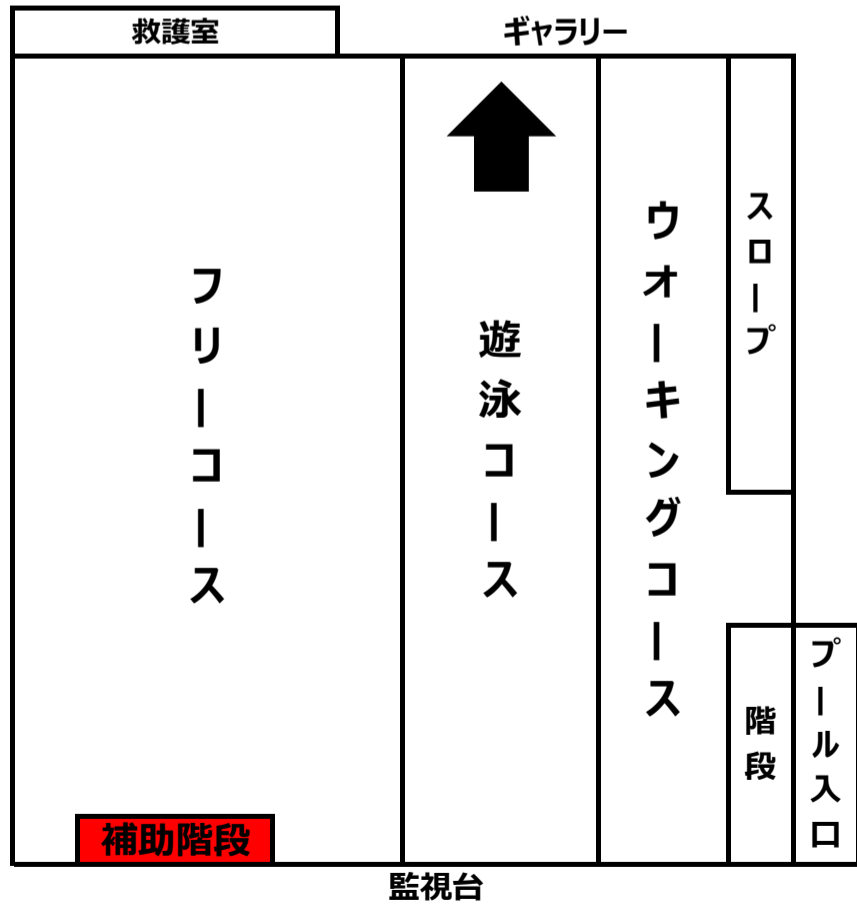 救護室
ギャラリー
フリーコース
遊泳コース
ウオーキングコース
スロープ
階段
プール入口
補助階段
監視台